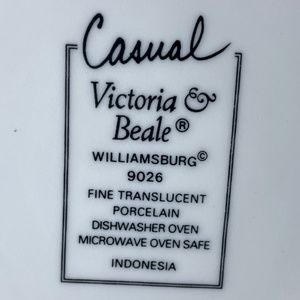 Casual
Victoria &
Beale®
WILLIAMSBURG©
9026
FINE TRANSLUCENT
PORCELAIN
DISHWASHER OVEN
MICROWAVE OVEN SAFE
INDONESIA